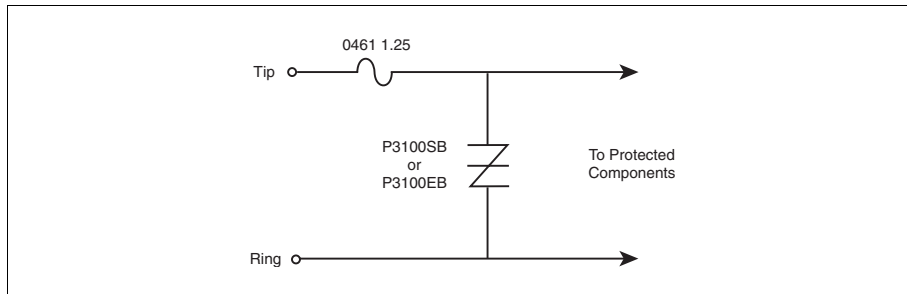 0461 1.25
Tip
P3100SB
or
P3100EB
To Protected
Components
Ring